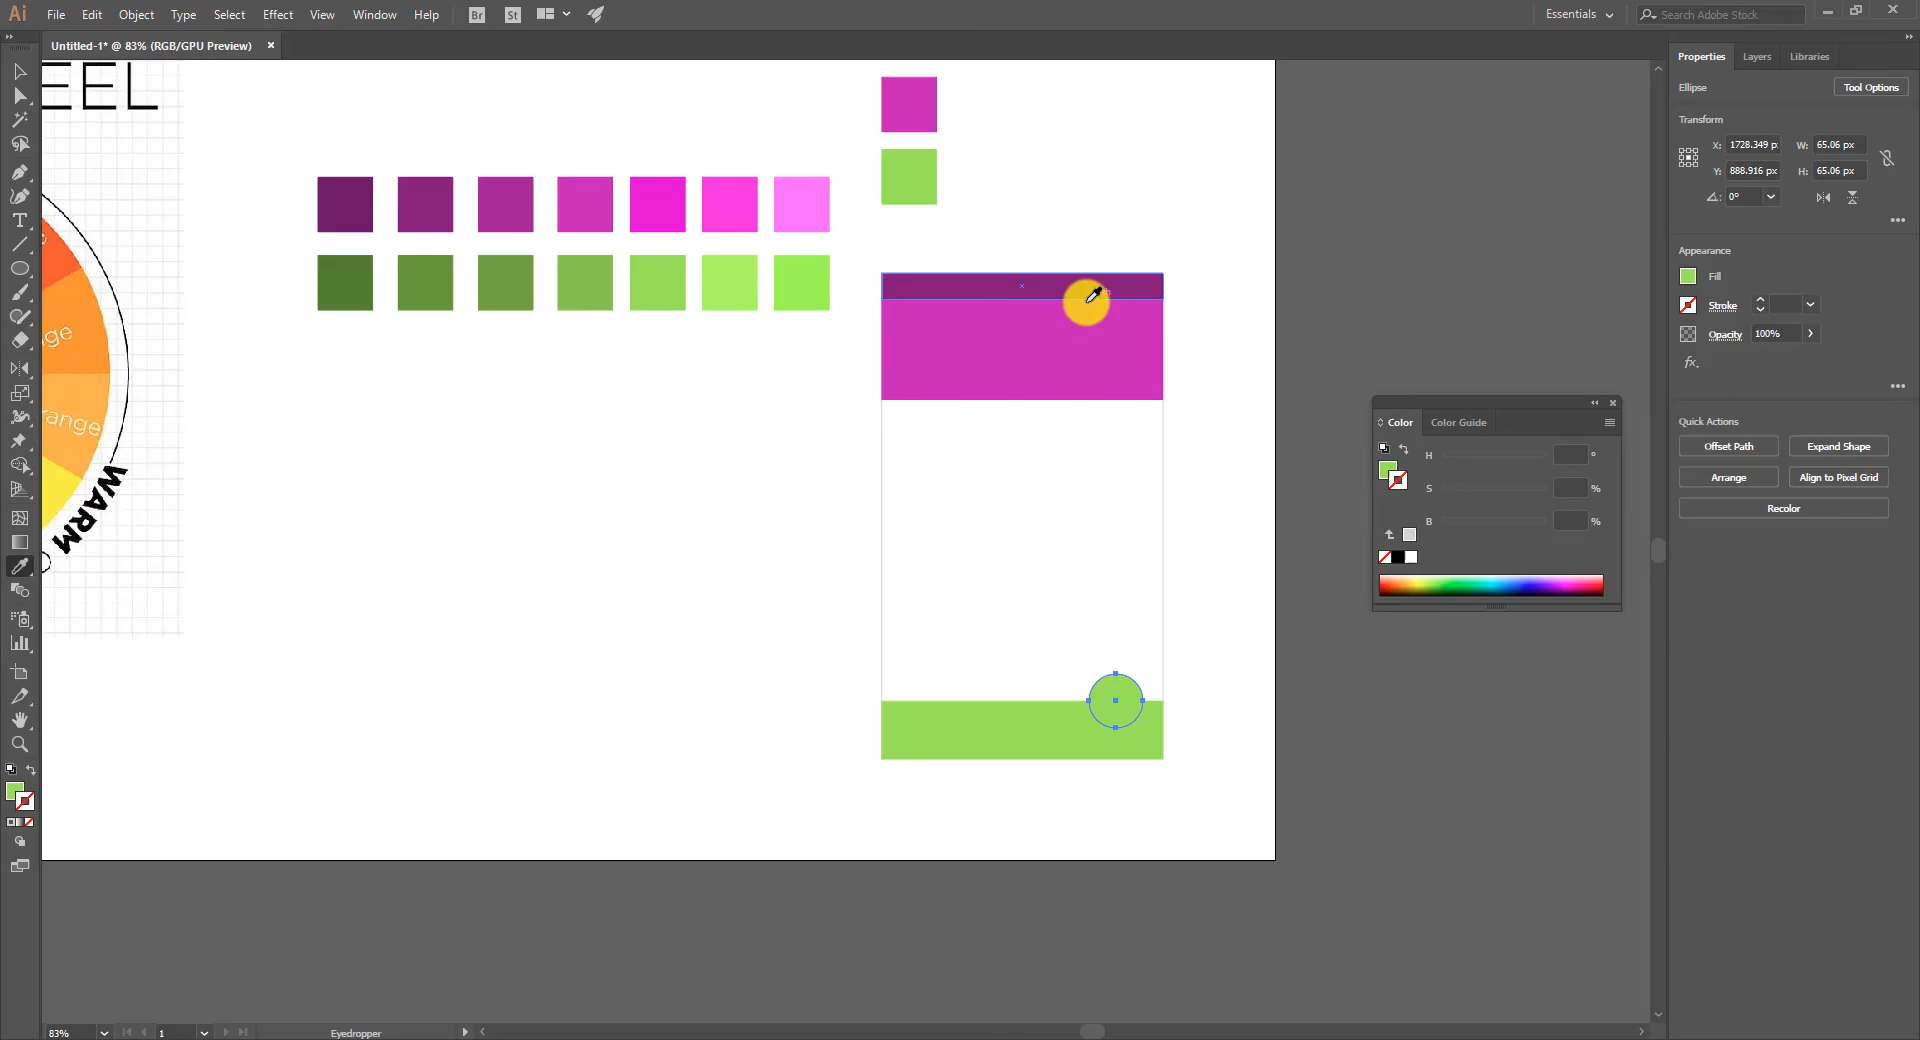 Ai File Edit Object Type Select Effect View Window Help Br St Essentials Search Adobe Stock
Untitled-1* @ 83% (RGB/GPU Preview)
Properties Layers Libraries
Ellipse Tool Options
Transform
X: 1728.349 p W: 65.06 px
Y: 888.916 px H: 65.06 px
0°
Appearance
Fill
Stroke
Opacity 100%
fx.
Quick Actions
Offset Path Expand Shape
Arrange Align to Pixel Grid
Recolor
Color Color Guide
H °
S %
B %
EEL
ge
range
WARM
83% 1 Eyedropper